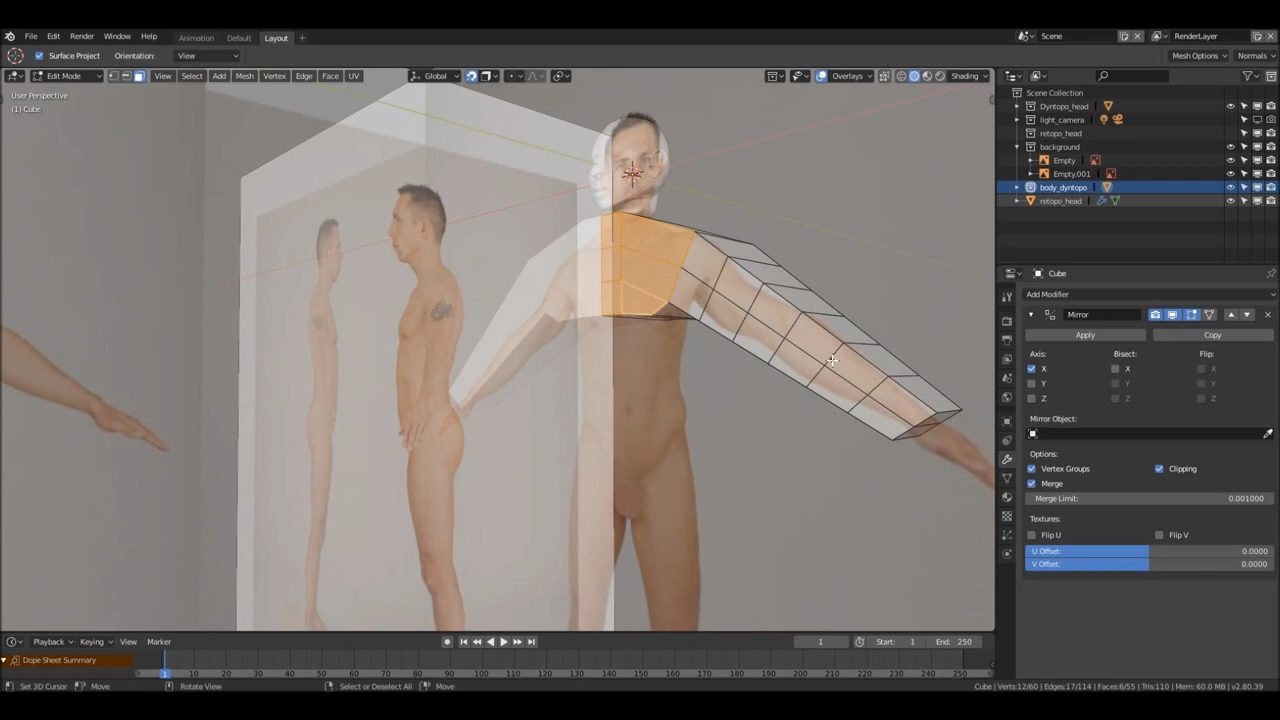 File Edit Render Window Help Animation Default Layout + Scene RenderLayer
Surface Project Orientation: View Mesh Options Normals
Edit Mode View Select Add Mesh Vertex Edge Face UV Global Overlays Shading
User Perspective
(1) Cube
Scene Collection
Dyntopo_head
light_camera
retopo_head
background
Empty
Empty.001
body_dyntopo
retopo_head
Cube
Add Modifier
Mirror
Apply Copy
Axis: Bisect: Flip:
X X X
Y Y Y
Z Z Z
Mirror Object:
Options:
Vertex Groups Clipping
Merge
Merge Limit: 0.001000
Textures:
Flip U Flip V
U Offset: 0.0000
V Offset: 0.0000
Playback Keying View Marker 1 Start: 1 End: 250
Dope Sheet Summary 1 10 20 30 40 50 60 70 80 90 100 110 120 130 140 150 160 170 180 190 200 210 220 230 240 250
Set 3D Cursor Move Rotate View Select or Deselect All Move Cube | Verts:12/60 | Edges:17/114 | Faces:6/55 | Tris:110 | Mem: 60.0 MB | v2.80.39